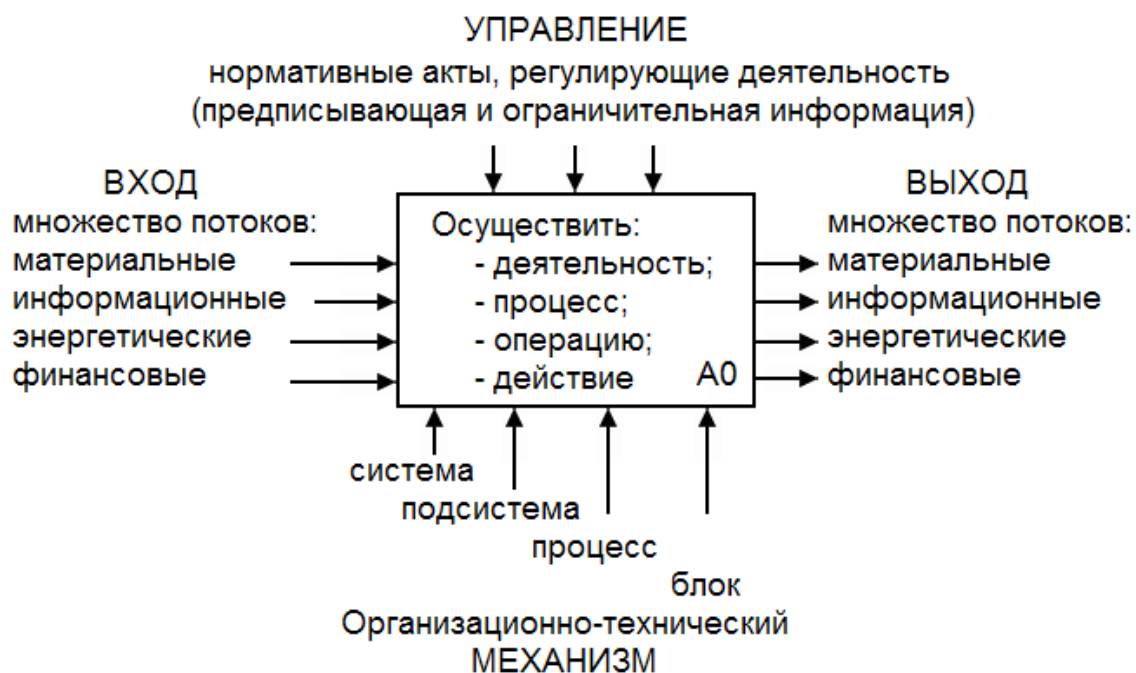 УПРАВЛЕНИЕ
нормативные акты, регулирующие деятельность
(предписывающая и ограничительная информация)
ВХОД
множество потоков:
материальные
информационные
энергетические
финансовые
Осуществить:
- деятельность;
- процесс;
- операцию;
- действие A0
ВЫХОД
множество потоков:
материальные
информационные
энергетические
финансовые
система
подсистема
процесс
блок
Организационно-технический
МЕХАНИЗМ